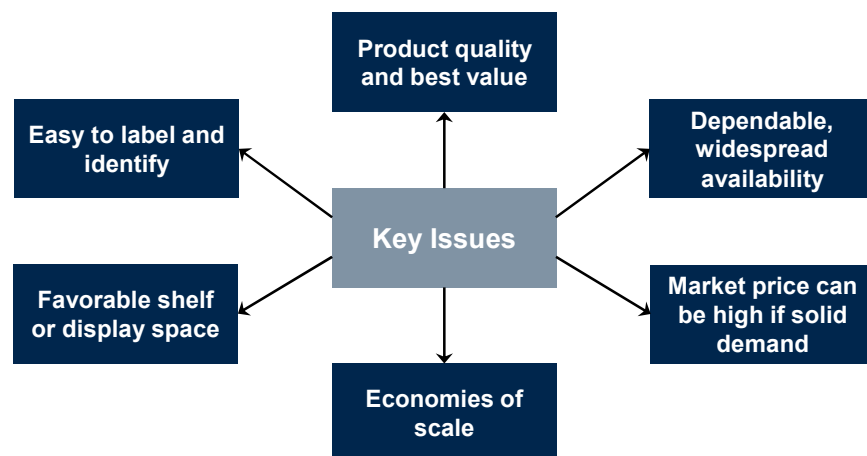 Product quality
and best value
Easy to label and
identify
Dependable,
widespread
availability
Key Issues
Favorable shelf
or display space
Market price can
be high if solid
demand
Economies of
scale